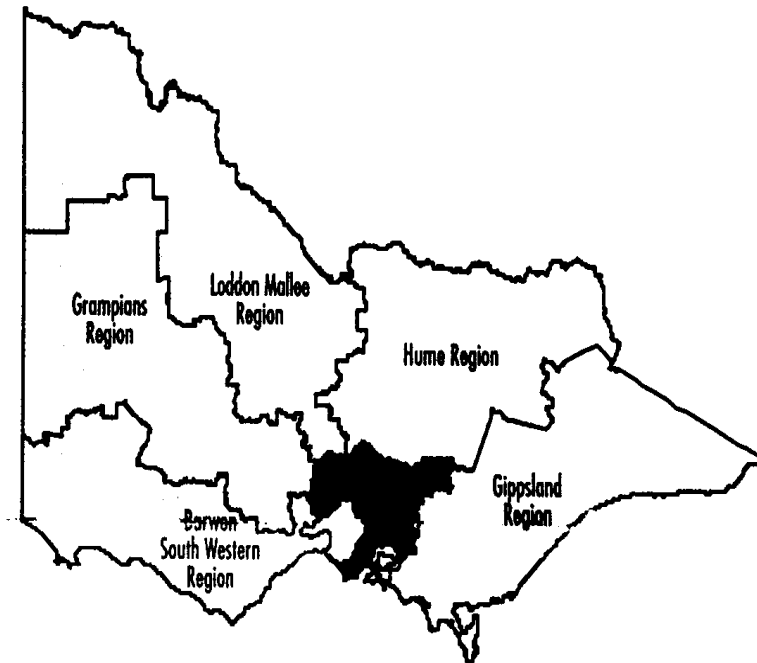 Loddon Mallee
Region
Grampians
Region
Hume Region
Gippsland
Region
Barwon
South Western
Region